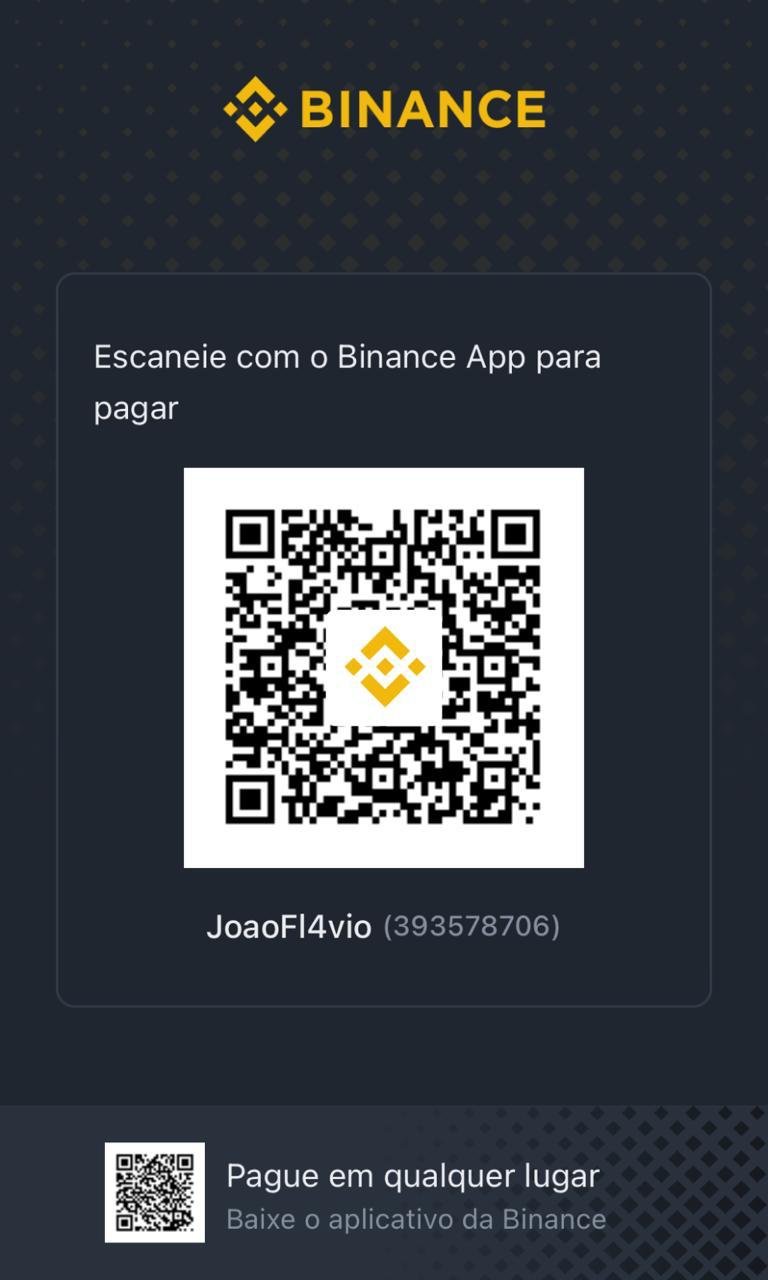 BINANCE
Escaneie com o Binance App para
pagar
JoaoFl4vio (393578706)
Pague em qualquer lugar
Baixe o aplicativo da Binance